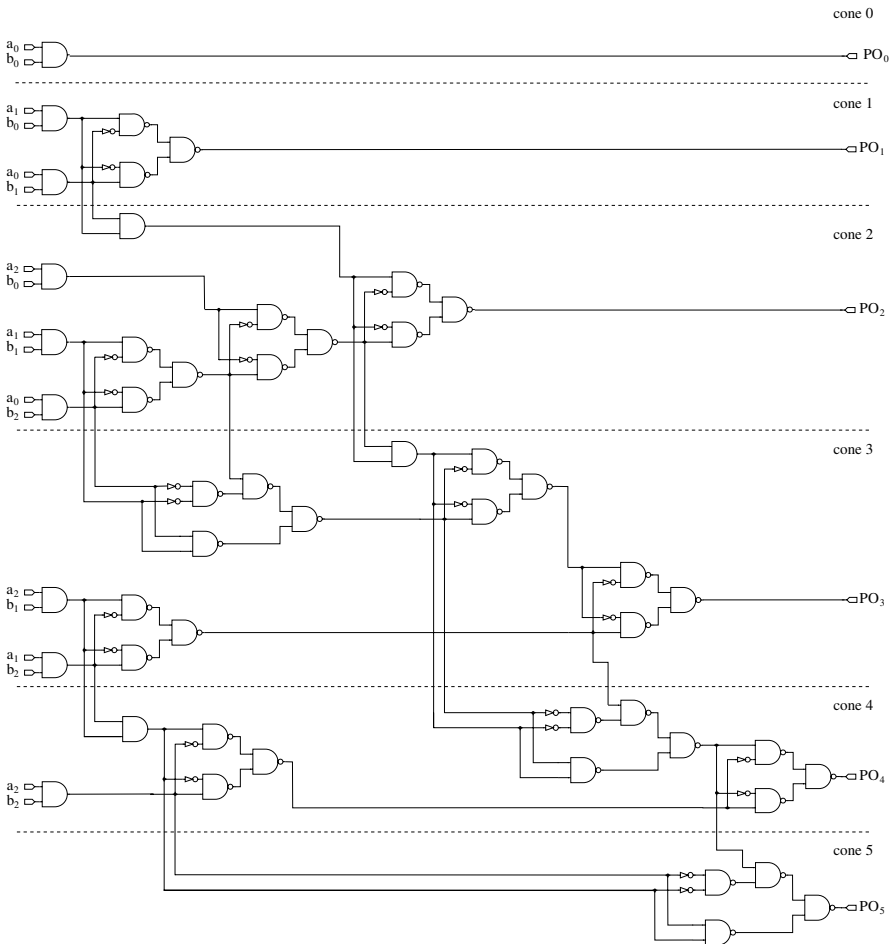 cone 0
a₀
b₀
PO₀
cone 1
a₁
b₀
PO₁
a₀
b₁
cone 2
a₂
b₀
PO₂
a₁
b₁
a₀
b₂
cone 3
a₂
b₁
PO₃
a₁
b₂
cone 4
a₂
b₂
PO₄
cone 5
PO₅